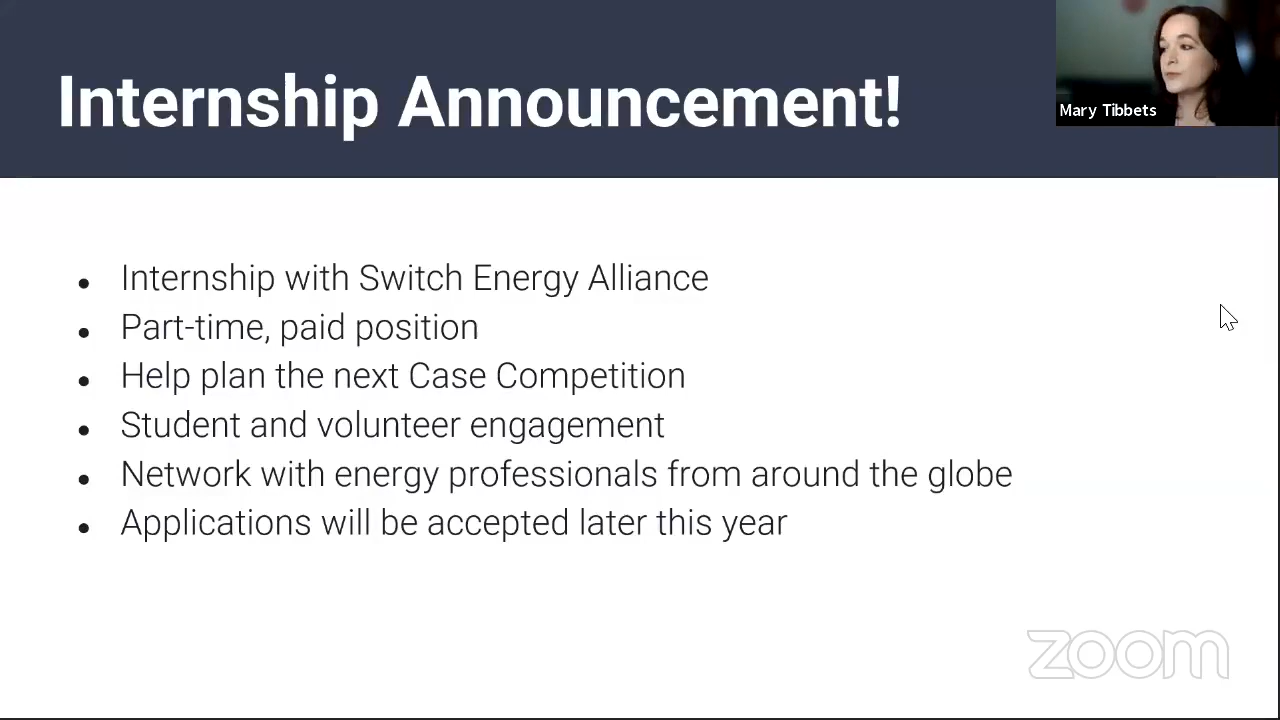 Internship Announcement!
Mary Tibbets
● Internship with Switch Energy Alliance
● Part-time, paid position
● Help plan the next Case Competition
● Student and volunteer engagement
● Network with energy professionals from around the globe
● Applications will be accepted later this year
zoom